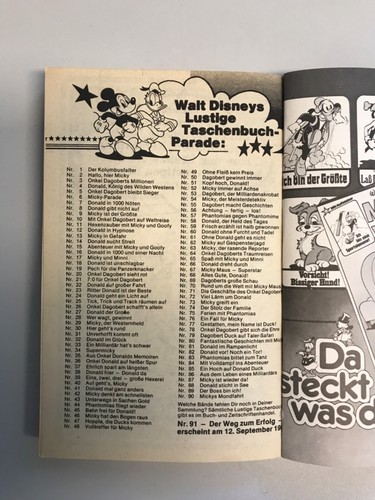 Walt Disneys
Lustige
Taschenbuch-
Parade:
Nr. 1 Der Kolumbusfalter
Nr. 2 Hallo, hier Micky
Nr. 3 Onkel Dagoberts Millionen
Nr. 4 Donald, König des Wilden Westens
Nr. 5 Onkel Dagobert bleibt Sieger
Nr. 6 Micky-Parade
Nr. 7 Donald in 1000 Nöten
Nr. 8 Donald gibt nicht auf
Nr. 9 Micky ist der Größte
Nr. 10 Mit Onkel Dagobert auf Weltreise
Nr. 11 Hexenzauber mit Micky und Goofy
Nr. 12 Donald in Hypnose
Nr. 13 Micky in Gefahr
Nr. 14 Donald sucht Streit
Nr. 15 Abenteuer mit Micky und Goofy
Nr. 16 Donald in 1000 und einer Nacht
Nr. 17 Micky und Minni
Nr. 18 Donald ist unschlagbar
Nr. 19 Pech für die Panzerknacker
Nr. 20 Onkel Dagobert sieht rot
Nr. 21 7:0 für Onkel Dagobert
Nr. 22 Donald auf großer Fahrt
Nr. 23 Ritter Donald ist der Beste
Nr. 24 Donald geht ein Licht auf
Nr. 25 Tick, Trick und Track räumen auf
Nr. 26 Onkel Dagobert schafft's allein
Nr. 27 Donald der Große
Nr. 28 Wer wagt, gewinnt
Nr. 29 Micky, der Westernheld
Nr. 30 Hier geht's rund
Nr. 31 Unverhofft kommt oft
Nr. 32 Donald im Glück
Nr. 33 Ein Milliardär hat's schwer
Nr. 34 Supermicky
Nr. 35 Aus Onkel Donalds Memoiren
Nr. 36 Onkel Dagobert auf heißer Spur
Nr. 37 Ehrlich spart am längsten
Nr. 38 Donald filmt – Donald da
Nr. 39 Eins, zwei, drei – große Hexerei
Nr. 40 Auf geht's, Micky
Nr. 41 Donald mal ganz anders
Nr. 42 Micky denkt am schnellsten
Nr. 43 Unterwegs in Sachen Gold
Nr. 44 Phantomias fliegt wieder
Nr. 45 Bahn frei für Donald!
Nr. 46 Micky hat den Bogen raus
Nr. 47 Hoppla, die Ducks kommen
Nr. 48 Volltreffer für Micky
Nr. 49 Ohne Fleiß kein Preis
Nr. 50 Dagobert gewinnt immer
Nr. 51 Kopf hoch, Donald!
Nr. 52 Micky immer auf Achse
Nr. 53 Dagobert, der Milliardenakrobat
Nr. 54 Micky, der Meisterdetektiv
Nr. 55 Dagobert macht Geschichten
Nr. 56 Achtung – fertig – los!
Nr. 57 Phantomias gegen Phantomime
Nr. 58 Donald, der Held des Tages
Nr. 59 Frisch erzählt ist halb gewonnen
Nr. 60 Donald ohne Furcht und Tadel
Nr. 61 Ohne Donald geht es nicht
Nr. 62 Micky auf Gespensterjagd
Nr. 63 Micky, der rasende Reporter
Nr. 64 Onkel Dagoberts Traumreisen
Nr. 65 Spaß mit Micky und Minni
Nr. 66 Donald dreht durch
Nr. 67 Micky Maus – Superstar
Nr. 68 Alles Gute, Donald!
Nr. 69 Dagoberts große Schau
Nr. 70 Rund um die Welt mit Micky Maus
Nr. 71 Die Geschäfte des Onkel Dagobert
Nr. 72 Viel Lärm um Donald
Nr. 73 Micky greift ein
Nr. 74 Der Stolz der Familie
Nr. 75 Ferien mit Phantomias
Nr. 76 Ein Fall für Micky
Nr. 77 Gestatten, mein Name ist Duck!
Nr. 78 Onkel Dagobert gibt sich die Ehre
Nr. 79 Dagobert Duck auf Talerfang
Nr. 80 Fantastische Geschichten mit Micky
Nr. 81 Donald im Rampenlicht
Nr. 82 Donald voll Hoch ein Tor!
Nr. 83 Phantomias bittet zum Tanz
Nr. 84 Mit Volldampf ins Abenteuer
Nr. 85 Ein Hoch auf Donald Duck
Nr. 86 Aus dem Leben eines Milliardärs
Nr. 87 Micky ist wieder da!
Nr. 88 Donald sticht in See
Nr. 89 Der Boss bin ich!
Nr. 90 Mickys Mondfahrt
Welche Bände fehlen Dir noch in Deiner
Sammlung? Sämtliche Lustige Taschenbücher
gibt es im Buch- und Zeitschriftenhandel.
Nr. 91 – Der Weg zum Erfolg –
erscheint am 12. September
ich bin der Größte
Vorsicht!
Bissiger Hund!
Da
steckt
was